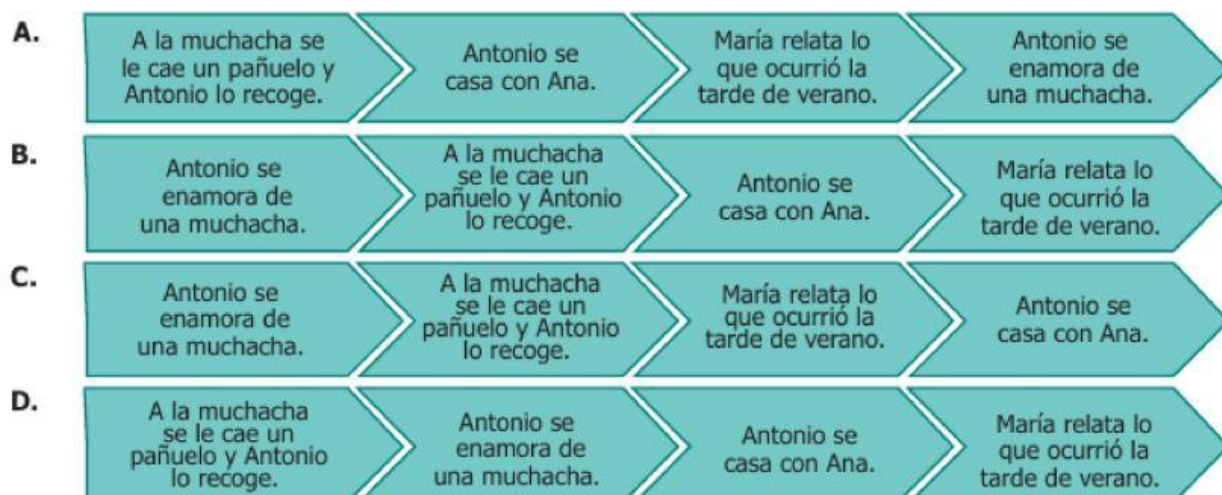 A.
A la muchacha se
le cae un pañuelo y
Antonio lo recoge.
Antonio se
casa con Ana.
María relata lo
que ocurrió la
tarde de verano.
Antonio se
enamora de
una muchacha.
B.
Antonio se
enamora de
una muchacha.
A la muchacha
se le cae un
pañuelo y Antonio
lo recoge.
Antonio se
casa con Ana.
María relata lo
que ocurrió la
tarde de verano.
C.
Antonio se
enamora de
una muchacha.
A la muchacha
se le cae un
pañuelo y Antonio
lo recoge.
María relata lo
que ocurrió la
tarde de verano.
Antonio se
casa con Ana.
D.
A la muchacha
se le cae un
pañuelo y Antonio
lo recoge.
Antonio se
enamora de
una muchacha.
Antonio se
casa con Ana.
María relata lo
que ocurrió la
tarde de verano.